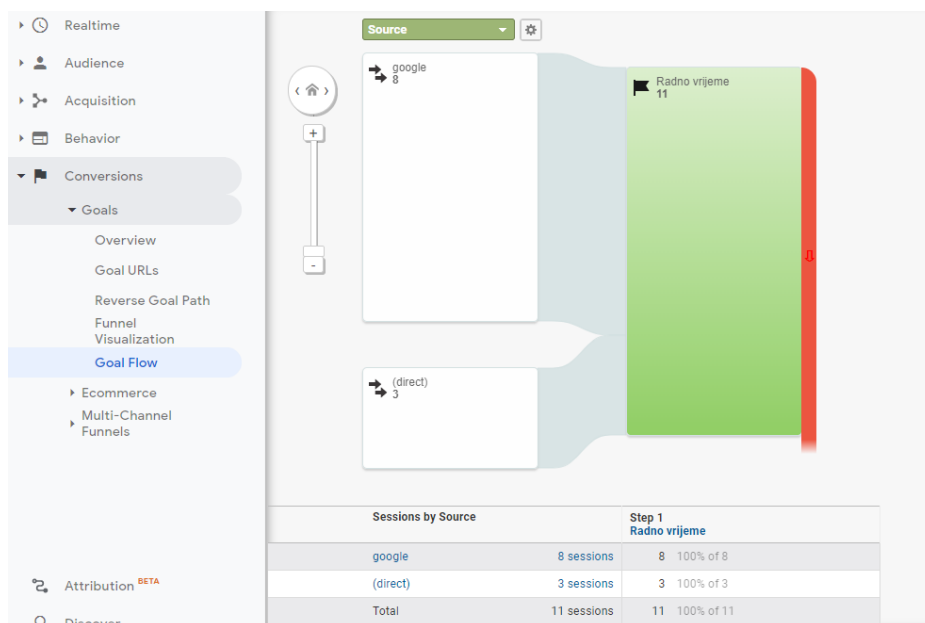 Realtime
Audience
Acquisition
Behavior
Conversions
Goals
Overview
Goal URLs
Reverse Goal Path
Funnel
Visualization
Goal Flow
Ecommerce
Multi-Channel
Funnels
Attribution BETA
Discover
Source
google
8
(direct)
3
Radno vrijeme
11
+
-
Sessions by Source
Step 1
Radno vrijeme
google 8 sessions 8 100% of 8
(direct) 3 sessions 3 100% of 3
Total 11 sessions 11 100% of 11